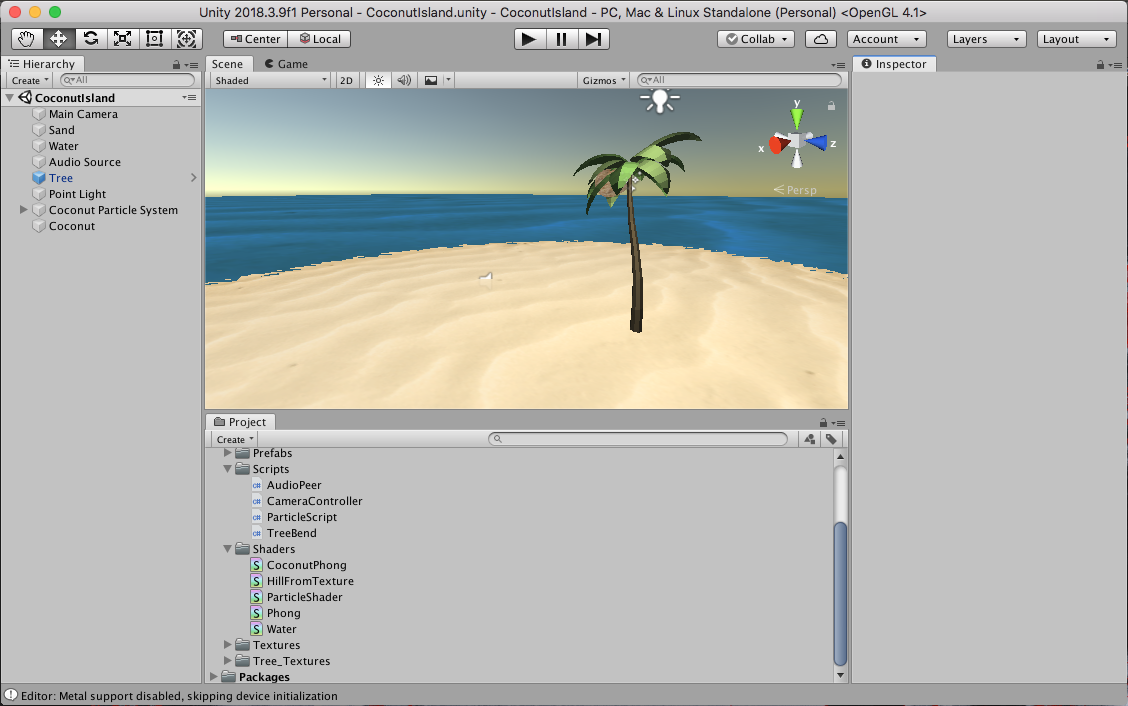 Unity 2018.3.9f1 Personal - CoconutIsland.unity - CoconutIsland - PC, Mac & Linux Standalone (Personal) <OpenGL 4.1>
Center Local Collab Account Layers Layout
Hierarchy
Create All
CoconutIsland
Main Camera
Sand
Water
Audio Source
Tree
Point Light
Coconut Particle System
Coconut
Scene Game
Shaded 2D Gizmos All
y
x z
Persp
Project
Create
Prefabs
Scripts
c# AudioPeer
c# CameraController
c# ParticleScript
c# TreeBend
Shaders
S CoconutPhong
S HillFromTexture
S ParticleShader
S Phong
S Water
Textures
Tree_Textures
Packages
Inspector
Editor: Metal support disabled, skipping device initialization